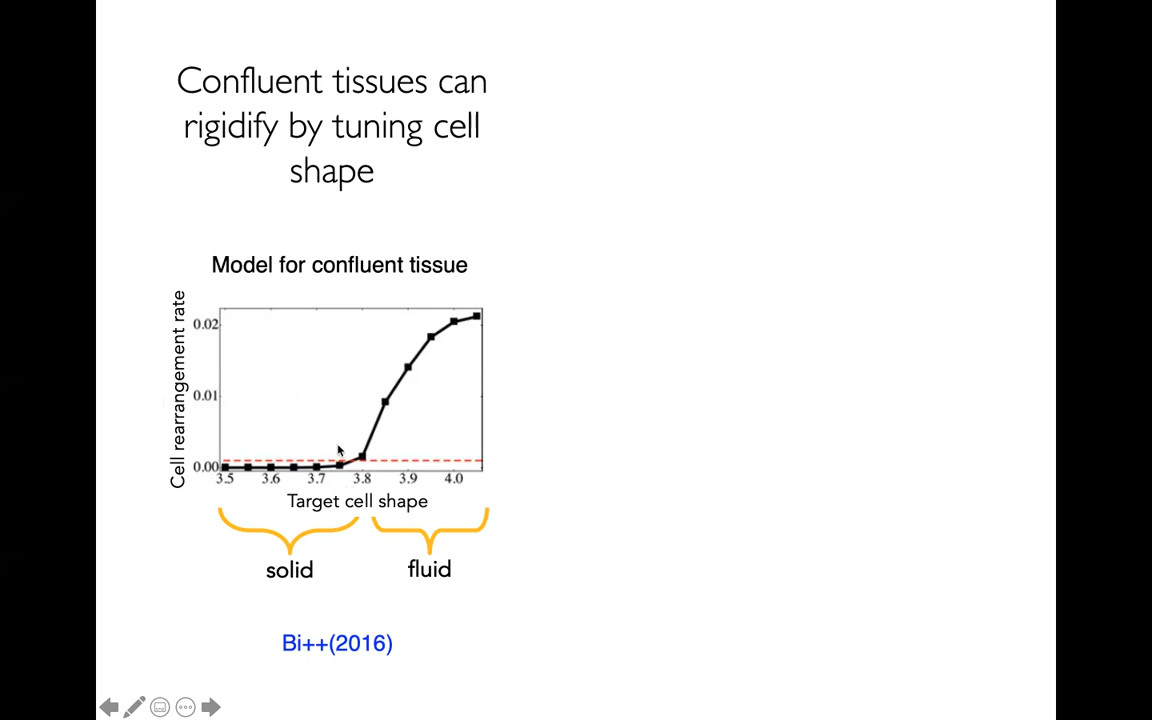 Confluent tissues can
rigidify by tuning cell
shape
Model for confluent tissue
Cell rearrangement rate
0.02
0.01
0.00
3.5 3.6 3.7 3.8 3.9 4.0
Target cell shape
solid fluid
Bi++(2016)